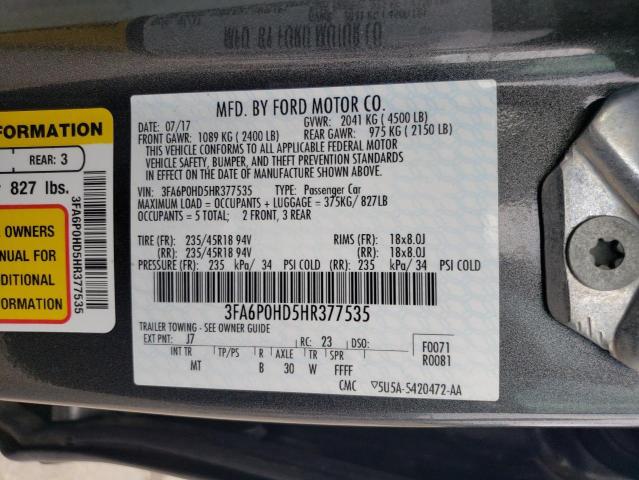 MFD. BY FORD MOTOR CO.
DATE: 07/17 GVWR: 2041 KG (4500 LB)
FRONT GAWR: 1089 KG (2400 LB) REAR GAWR: 975 KG (2150 LB)
THIS VEHICLE CONFORMS TO ALL APPLICABLE FEDERAL MOTOR
VEHICLE SAFETY, BUMPER, AND THEFT PREVENTION STANDARDS
IN EFFECT ON THE DATE OF MANUFACTURE SHOWN ABOVE.
VIN: 3FA6P0HD5HR377535 TYPE: Passenger Car
MAXIMUM LOAD = OCCUPANTS + LUGGAGE = 375KG/ 827LB
OCCUPANTS = 5 TOTAL; 2 FRONT, 3 REAR
TIRE (FR): 235/45R18 94V RIMS (FR): 18x8.0J
(RR): 235/45R18 94V (RR): 18x8.0J
PRESSURE (FR): 235 kPa/ 34 PSI COLD (RR): 235 kPa/ 34 PSI COLD
3FA6P0HD5HR377535
TRAILER TOWING - SEE OWNER GUIDE
EXT PNT: J7 RC: 23 DSO: F0071
R0081
INT TR TP/PS R AXLE TR SPR
MT B 30 W FFFF
CMC ▽5U5A-5420472-AA
FORMATION
REAR: 3
827 lbs.
OWNERS
ANUAL FOR
DDITIONAL
INFORMATION
3FA6P0HD5HR377535